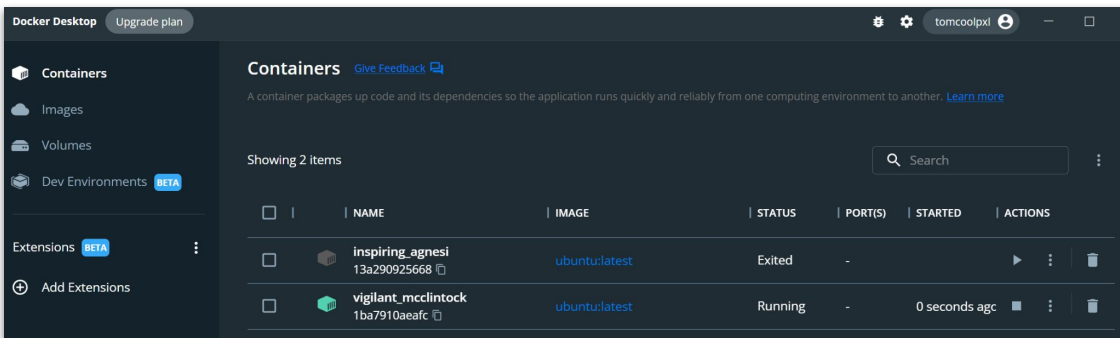 Docker Desktop Upgrade plan tomcoolpxl
Containers
Images
Volumes
Dev Environments BETA
Extensions BETA
Add Extensions
Containers Give Feedback
A container packages up code and its dependencies so the application runs quickly and reliably from one computing environment to another. Learn more
Showing 2 items Search
NAME IMAGE STATUS PORT(S) STARTED ACTIONS
inspiring_agnesi ubuntu:latest Exited -
13a290925668
vigilant_mcclintock ubuntu:latest Running - 0 seconds agc
1ba7910aeafc